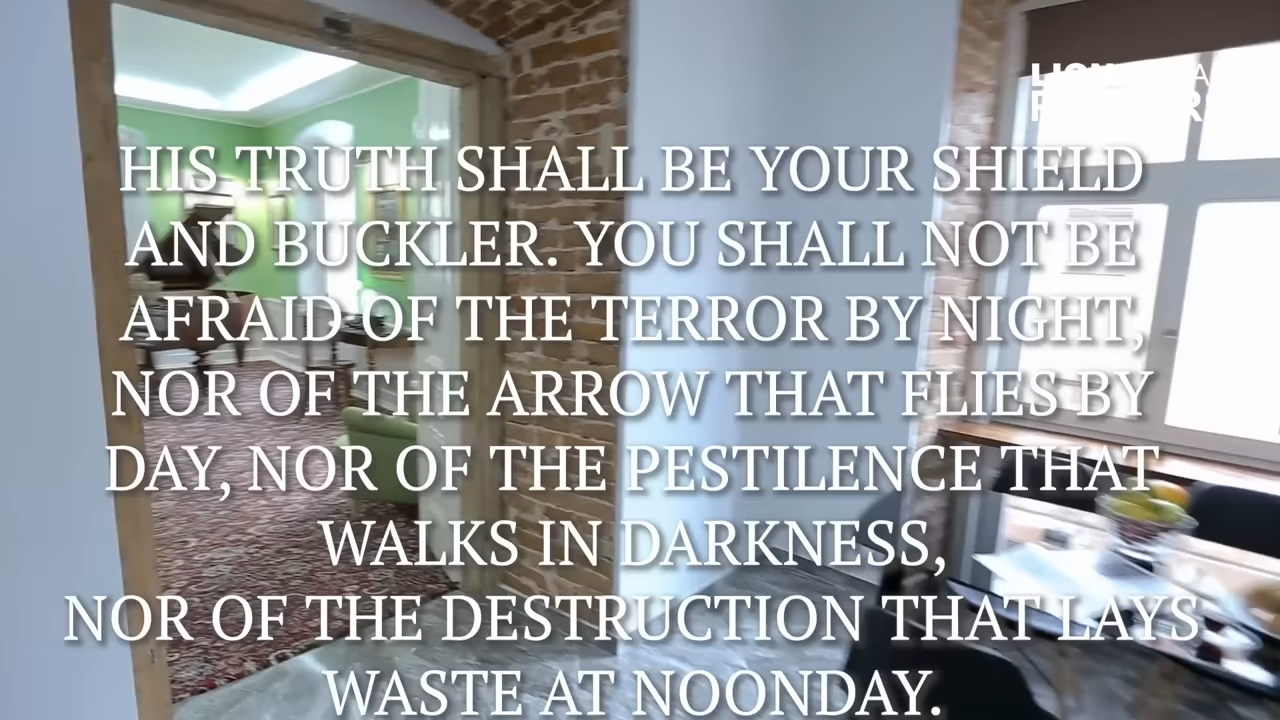 HIS TRUTH SHALL BE YOUR SHIELD
AND BUCKLER. YOU SHALL NOT BE
AFRAID OF THE TERROR BY NIGHT,
NOR OF THE ARROW THAT FLIES BY
DAY, NOR OF THE PESTILENCE THAT
WALKS IN DARKNESS,
NOR OF THE DESTRUCTION THAT LAYS
WASTE AT NOONDAY.